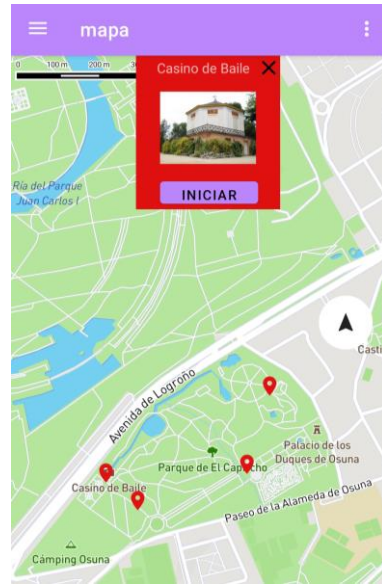 mapa
0 100 m 200 m
Casino de Baile
INICIAR
Ría del Parque
Juan Carlos I
Avenida de Logroño
Casti
Palacio de los
Duques de Osuna
Parque de El Capricho
Casino de Baile
Paseo de la Alameda de Osuna
Cámping Osuna